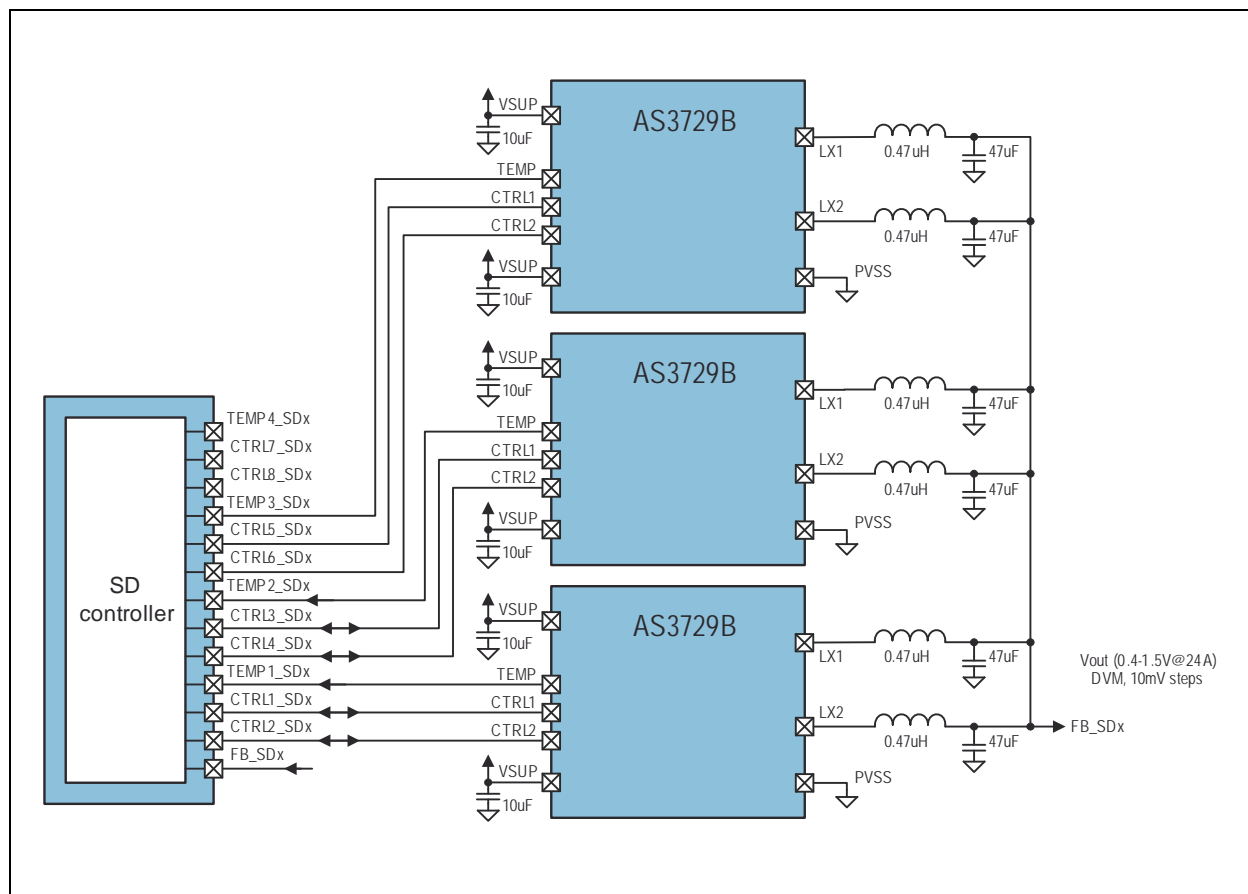 VSUP
10uF
TEMP
CTRL1
CTRL2
VSUP
10uF
AS3729B
LX1
0.47uH
47uF
LX2
0.47uH
47uF
PVSS
VSUP
10uF
TEMP
CTRL1
CTRL2
VSUP
10uF
AS3729B
LX1
0.47uH
47uF
LX2
0.47uH
47uF
PVSS
VSUP
10uF
TEMP
CTRL1
CTRL2
VSUP
10uF
AS3729B
LX1
0.47uH
47uF
LX2
0.47uH
47uF
PVSS
SD
controller
TEMP4_SDx
CTRL7_SDx
CTRL8_SDx
TEMP3_SDx
CTRL5_SDx
CTRL6_SDx
TEMP2_SDx
CTRL3_SDx
CTRL4_SDx
TEMP1_SDx
CTRL1_SDx
CTRL2_SDx
FB_SDx
Vout (0.4-1.5V@24A)
DVM, 10mV steps
FB_SDx